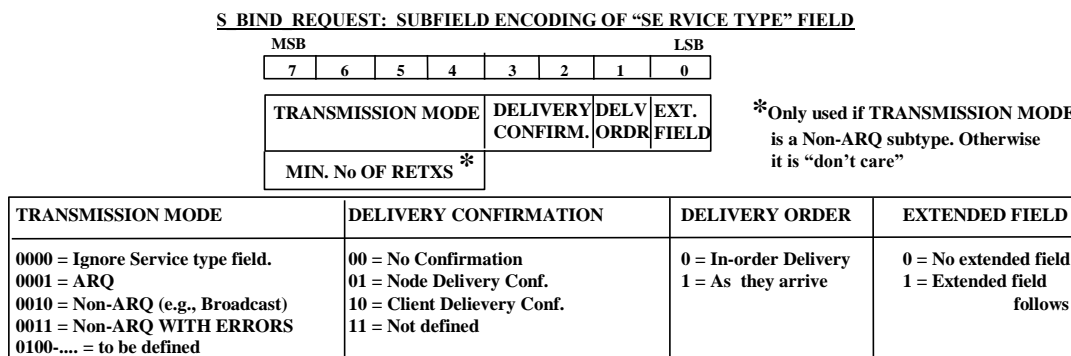 S_BIND_REQUEST: SUBFIELD ENCODING OF “SE RVICE TYPE” FIELD
MSB LSB
7 6 5 4 3 2 1 0
TRANSMISSION MODE DELIVERY CONFIRM. DELV ORDR EXT. FIELD
MIN. No OF RETXS *
*Only used if TRANSMISSION MODE
is a Non-ARQ subtype. Otherwise
it is “don’t care”
TRANSMISSION MODE DELIVERY CONFIRMATION DELIVERY ORDER EXTENDED FIELD
0000 = Ignore Service type field. 00 = No Confirmation 0 = In-order Delivery 0 = No extended field
0001 = ARQ 01 = Node Delivery Conf. 1 = As they arrive 1 = Extended field
0010 = Non-ARQ (e.g., Broadcast) 10 = Client Delievery Conf. follows
0011 = Non-ARQ WITH ERRORS 11 = Not defined
0100-.... = to be defined